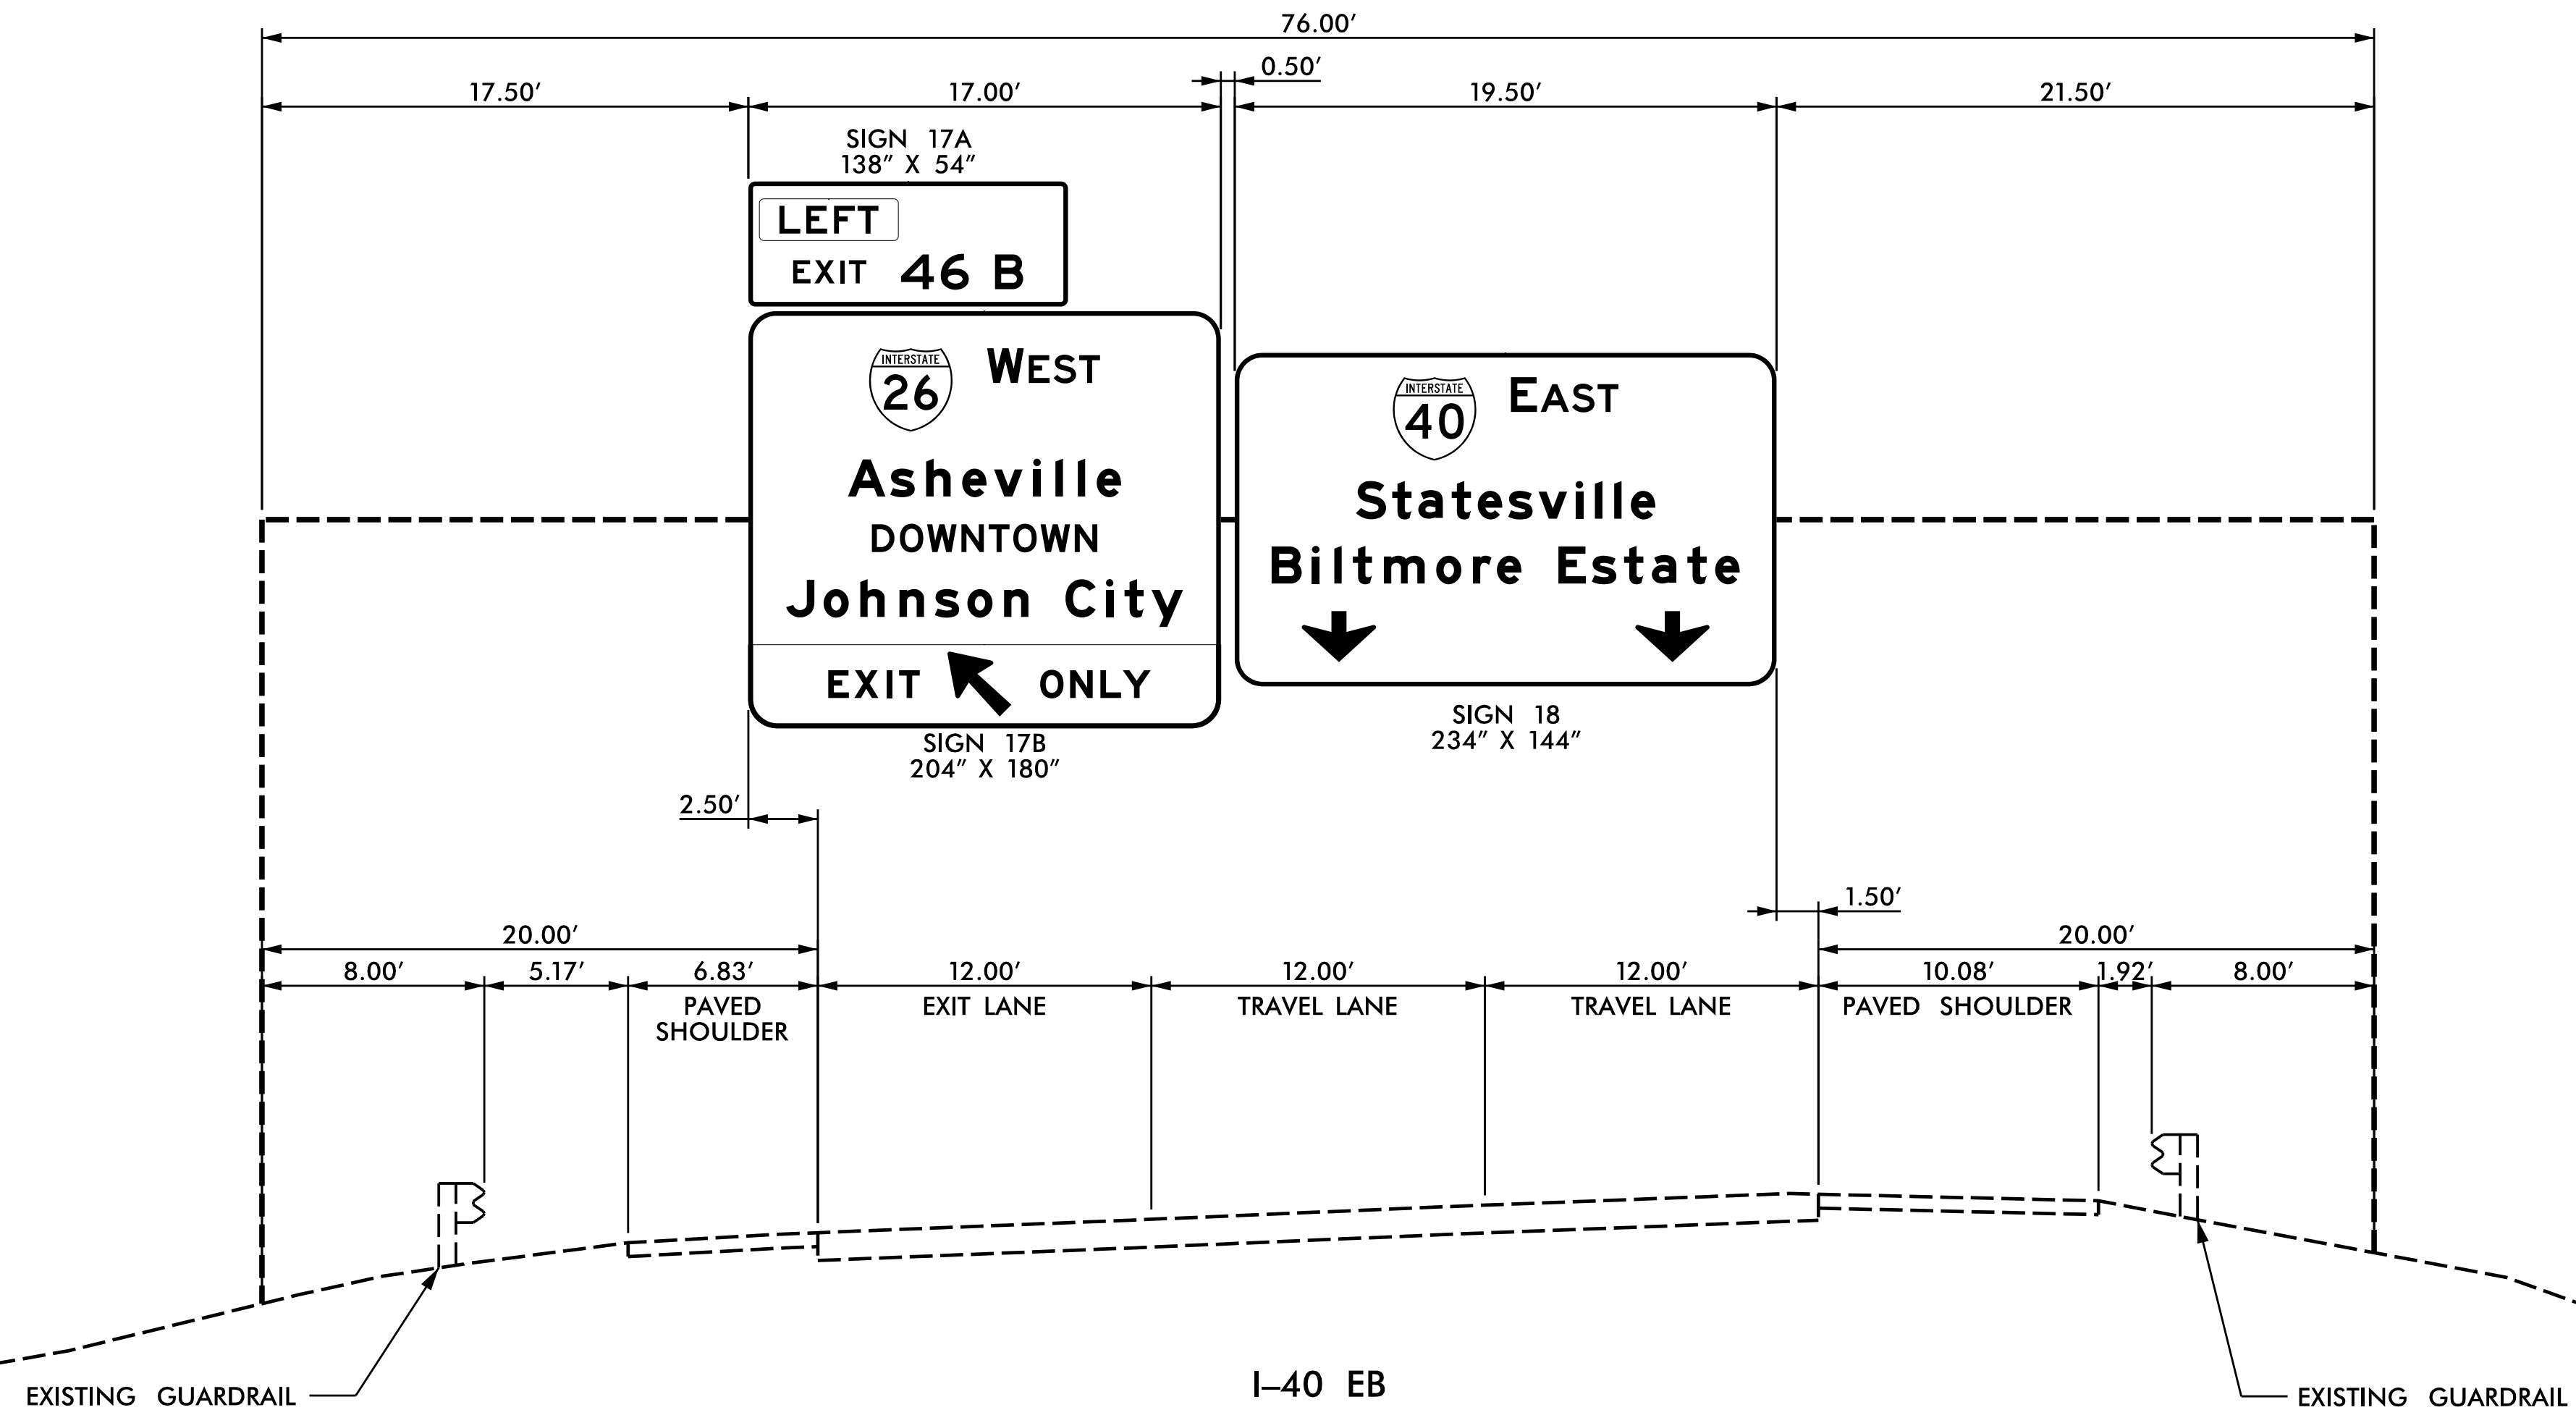 76.00′
0.50′
17.50′ 17.00′ 19.50′ 21.50′
SIGN 17A
138″ X 54″
LEFT
EXIT 46 B
INTERSTATE
26 WEST
Asheville
DOWNTOWN
Johnson City
EXIT ONLY
SIGN 17B
204″ X 180″
INTERSTATE
40 EAST
Statesville
Biltmore Estate
SIGN 18
234″ X 144″
2.50′
1.50′
20.00′ 20.00′
8.00′ 5.17′ 6.83′ 12.00′ 12.00′ 12.00′ 10.08′ 1.92′ 8.00′
PAVED
SHOULDER
EXIT LANE
TRAVEL LANE
TRAVEL LANE
PAVED SHOULDER
EXISTING GUARDRAIL
I–40 EB
EXISTING GUARDRAIL